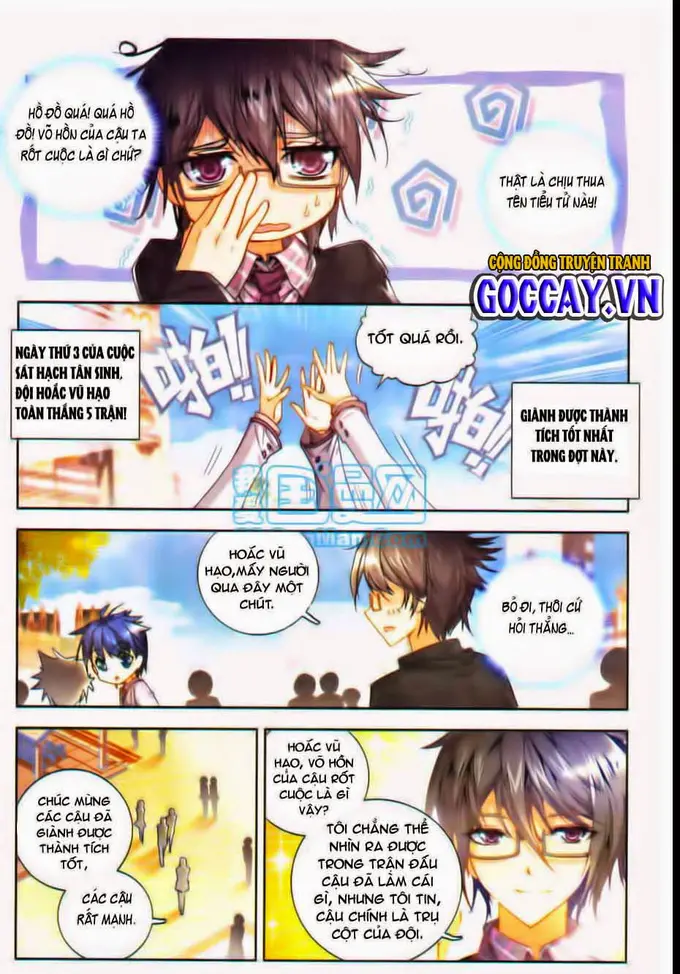 HỒ ĐỒ QUÁ! QUÁ HỒ
ĐỒ! VÕ HỒN CỦA CẬU TA
RỐT CUỘC LÀ GÌ CHỨ?
THẬT LÀ CHỊU THUA
TÊN TIỂU TỬ NÀY!
CỘNG ĐỒNG TRUYỆN TRANH
GOCCAY.VN
NGÀY THỨ 3 CỦA CUỘC
SÁT HẠCH TÂN SINH,
ĐỘI HOẮC VŨ HẠO
TOÀN THẮNG 5 TRẬN!
啪!!
TỐT QUÁ RỒI.
啪!!
GIÀNH ĐƯỢC THÀNH
TÍCH TỐT NHẤT
TRONG ĐỢT NÀY.
国漫
HOẮC VŨ
HẠO,MẤY NGƯỜI
QUA ĐÂY MỘT
CHÚT.
BỎ ĐI, THÔI CỨ
HỎI THẲNG...
CHÚC MỪNG
CÁC CẬU ĐÃ
GIÀNH ĐƯỢC
THÀNH TÍCH
TỐT,
CÁC CẬU
RẤT MẠNH.
HOẮC VŨ
HẠO, VÕ HỒN
CỦA CẬU RỐT
CUỘC LÀ GÌ
VẬY?
TÔI CHẲNG THỂ
NHÌN RA ĐƯỢC
TRONG TRẬN ĐẤU
CẬU ĐÃ LÀM CÁI
GÌ, NHƯNG TÔI TIN,
CẬU CHÍNH LÀ TRỤ
CỘT CỦA ĐỘI.